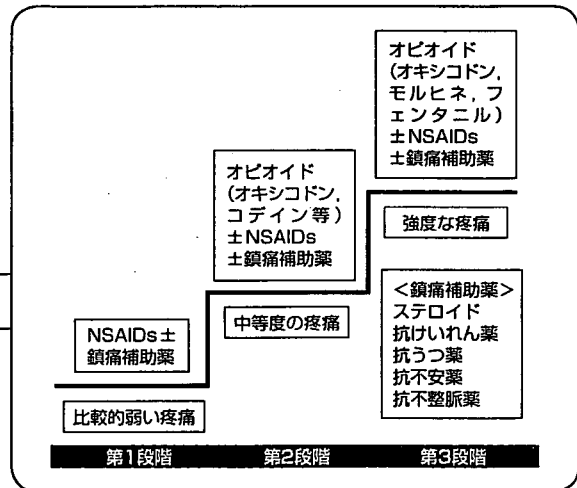 オピオイド
(オキシコドン,
モルヒネ, フ
ェンタニル)
±NSAIDs
±鎮痛補助薬
オピオイド
(オキシコドン,
コデイン等)
±NSAIDs
±鎮痛補助薬
強度な疼痛
NSAIDs±
鎮痛補助薬
中等度の疼痛
<鎮痛補助薬>
ステロイド
抗けいれん薬
抗うつ薬
抗不安薬
抗不整脈薬
比較的弱い疼痛
第1段階
第2段階
第3段階